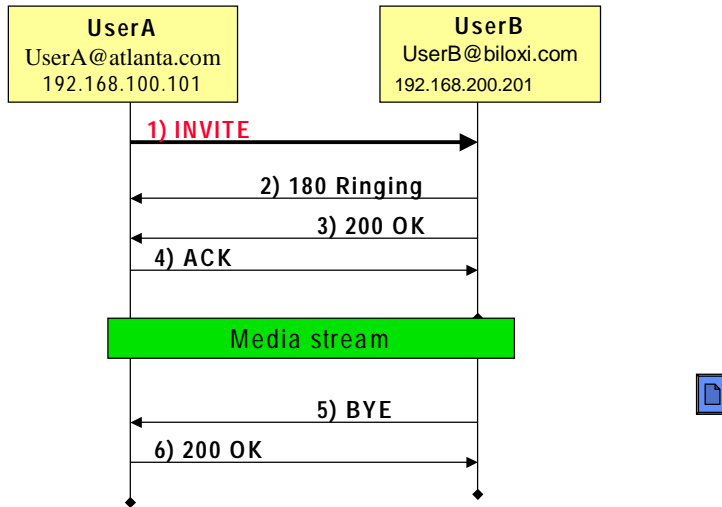 UserA
UserA@atlanta.com
192.168.100.101
UserB
UserB@biloxi.com
192.168.200.201
1) INVITE
2) 180 Ringing
3) 200 OK
4) ACK
Media stream
5) BYE
6) 200 OK